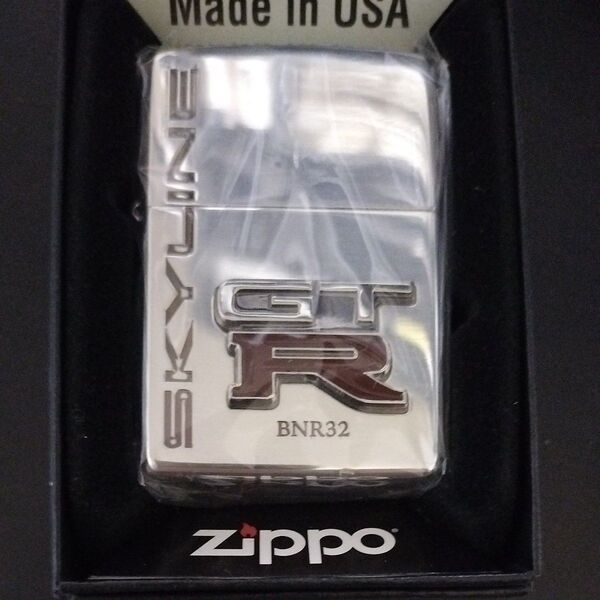 Made in USA
SKYLINE
GT
R
BNR32
zippo